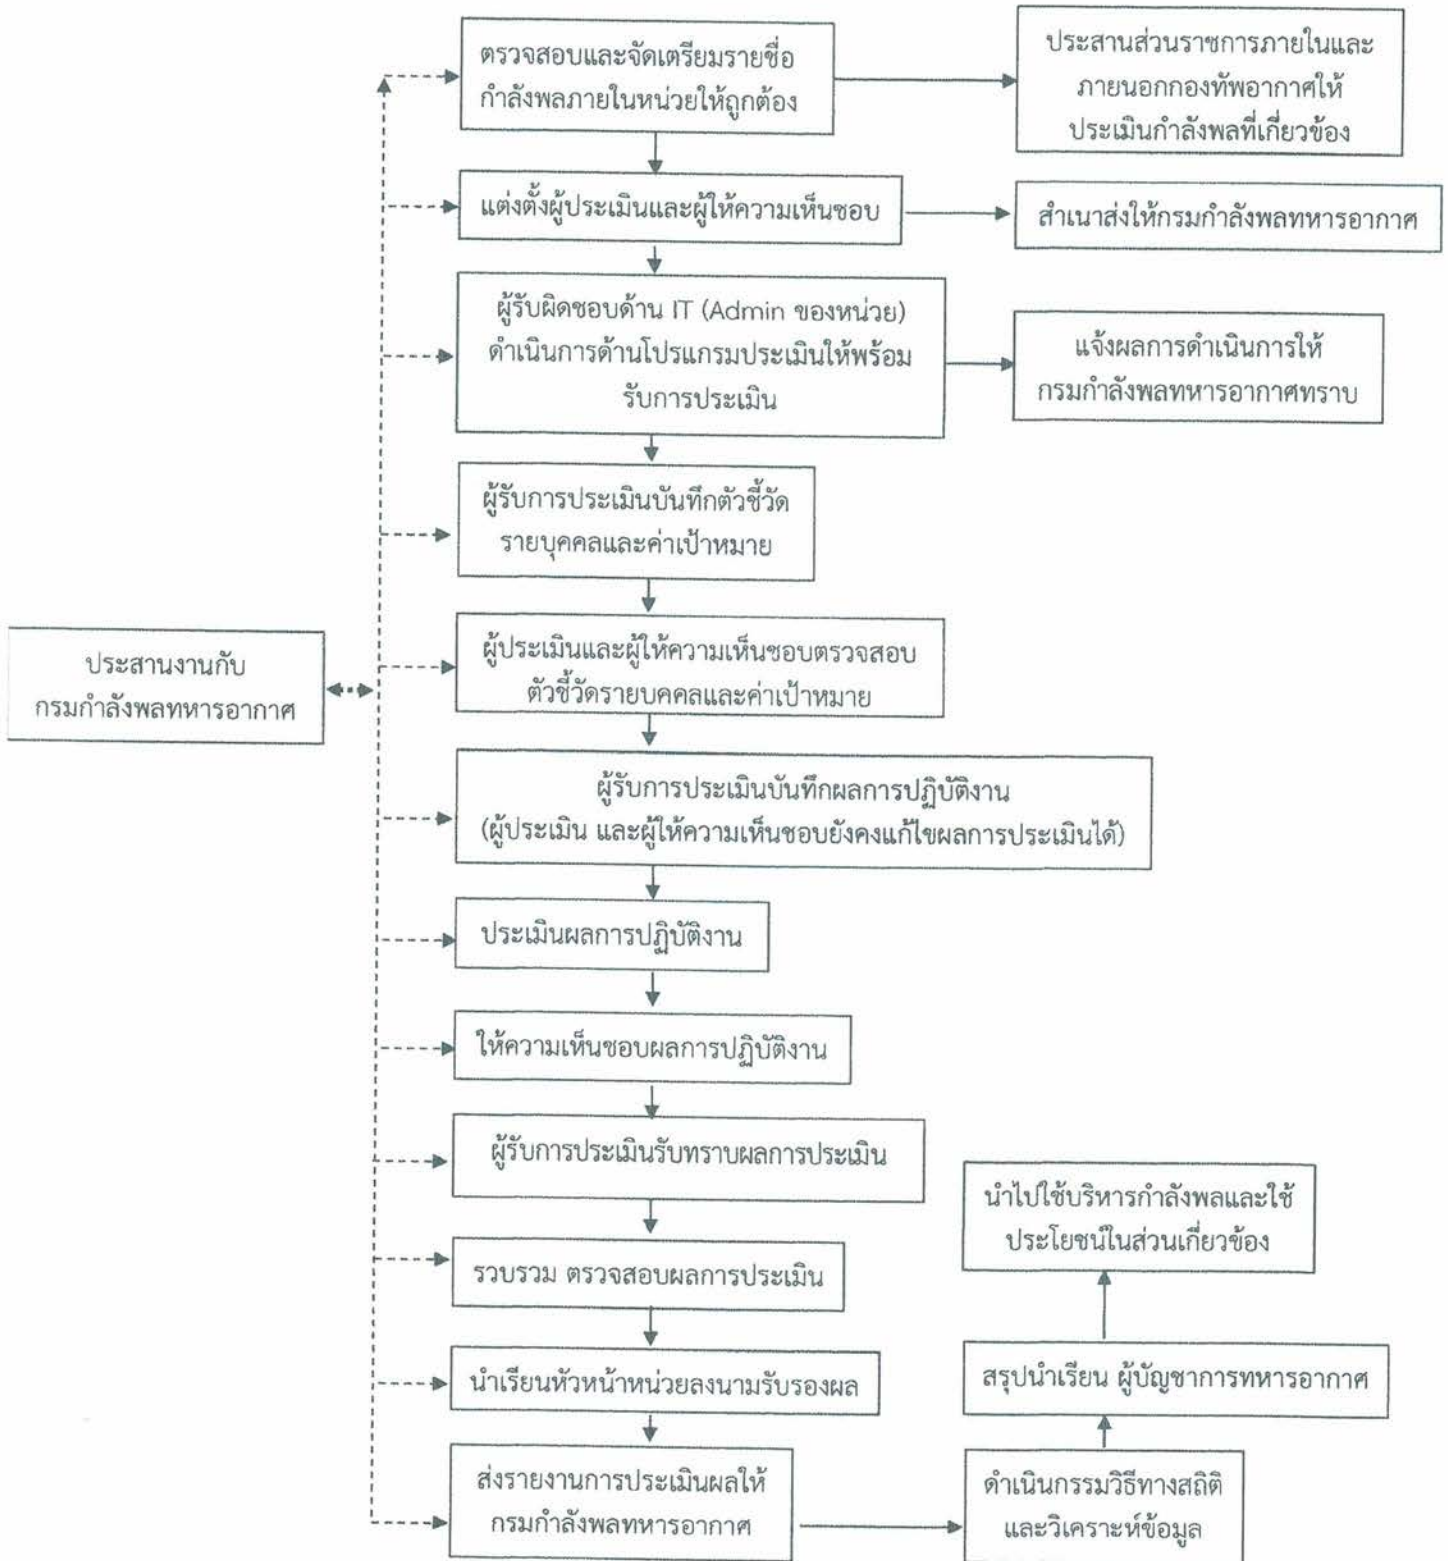 ตรวจสอบและจัดเตรียมรายชื่อ
กำลังพลภายในหน่วยให้ถูกต้อง
ประสานส่วนราชการภายในและ
ภายนอกกองทัพอากาศให้
ประเมินกำลังพลที่เกี่ยวข้อง
แต่งตั้งผู้ประเมินและผู้ให้ความเห็นชอบ
สำเนาส่งให้กรมกำลังพลทหารอากาศ
ผู้รับผิดชอบด้าน IT (Admin ของหน่วย)
ดำเนินการด้านโปรแกรมประเมินให้พร้อม
รับการประเมิน
แจ้งผลการดำเนินการให้
กรมกำลังพลทหารอากาศทราบ
ผู้รับการประเมินบันทึกตัวชี้วัด
รายบุคคลและค่าเป้าหมาย
ประสานงานกับ
กรมกำลังพลทหารอากาศ
ผู้ประเมินและผู้ให้ความเห็นชอบตรวจสอบ
ตัวชี้วัดรายบคคลและค่าเป้าหมาย
ผู้รับการประเมินบันทึกผลการปฏิบัติงาน
(ผู้ประเมิน และผู้ให้ความเห็นชอบยังคงแก้ไขผลการประเมินได้)
ประเมินผลการปฏิบัติงาน
ให้ความเห็นชอบผลการปฏิบัติงาน
ผู้รับการประเมินรับทราบผลการประเมิน
รวบรวม ตรวจสอบผลการประเมิน
นำเรียนหัวหน้าหน่วยลงนามรับรองผล
ส่งรายงานการประเมินผลให้
กรมกำลังพลทหารอากาศ
ดำเนินกรรมวิธีทางสถิติ
และวิเคราะห์ข้อมูล
สรุปนำเรียน ผู้บัญชาการทหารอากาศ
นำไปใช้บริหารกำลังพลและใช้
ประโยชน์ในส่วนเกี่ยวข้อง